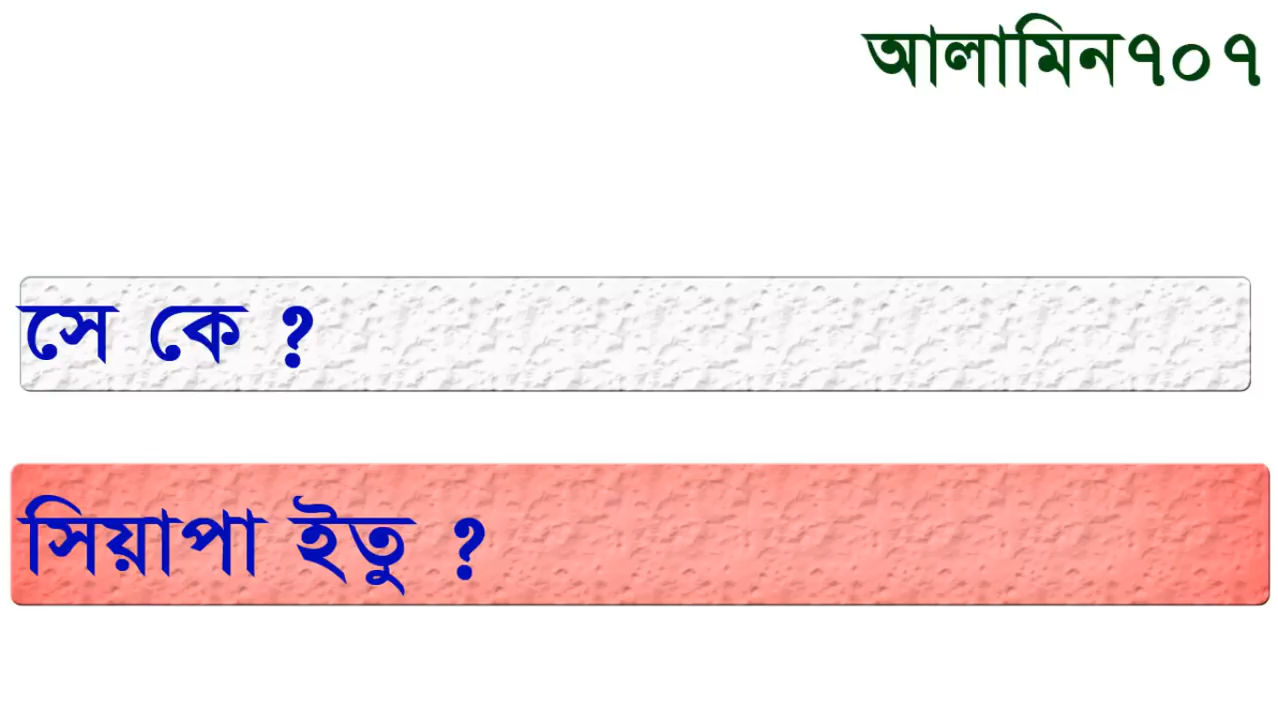 আলামিন৭০৭
সে কে ?
সিয়াপা ইতু ?